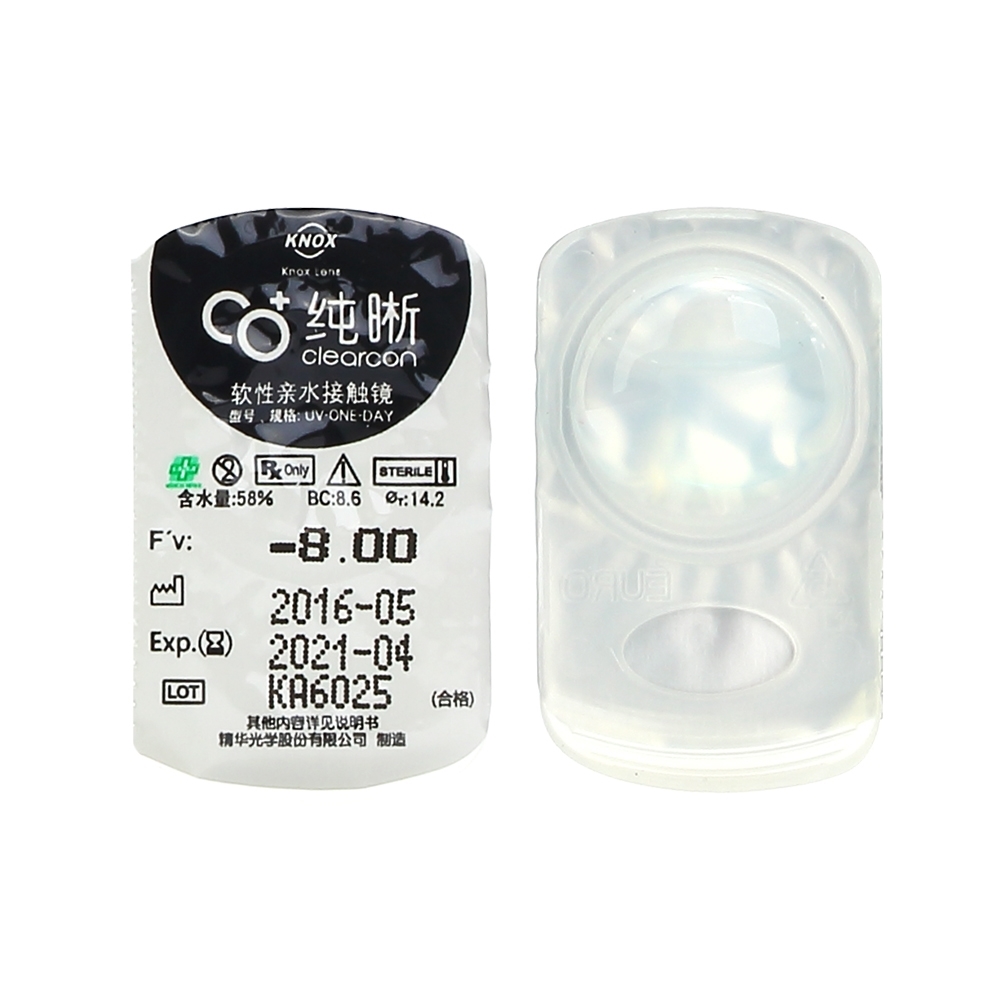 KNOX
Knox Lens
CO+ 纯晰
clearcon
软性亲水接触镜
型号、规格: UV-ONE-DAY
Rx Only STERILE
含水量:58% BC:8.6 Ør:14.2
F´v: -8.00
2016-05
Exp.( ) 2021-04
LOT KA6025 (合格)
其他内容详见说明书
精华光学股份有限公司 制造
EURO